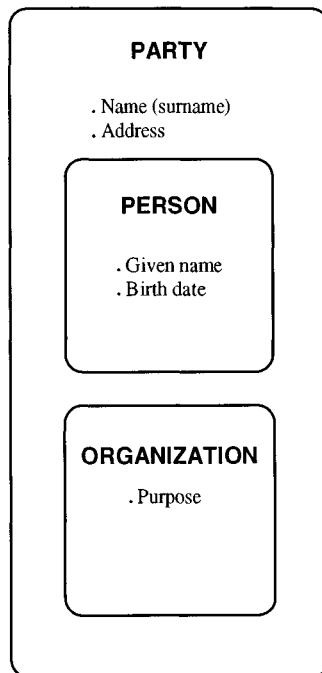 PARTY
. Name (surname)
. Address
PERSON
. Given name
. Birth date
ORGANIZATION
. Purpose